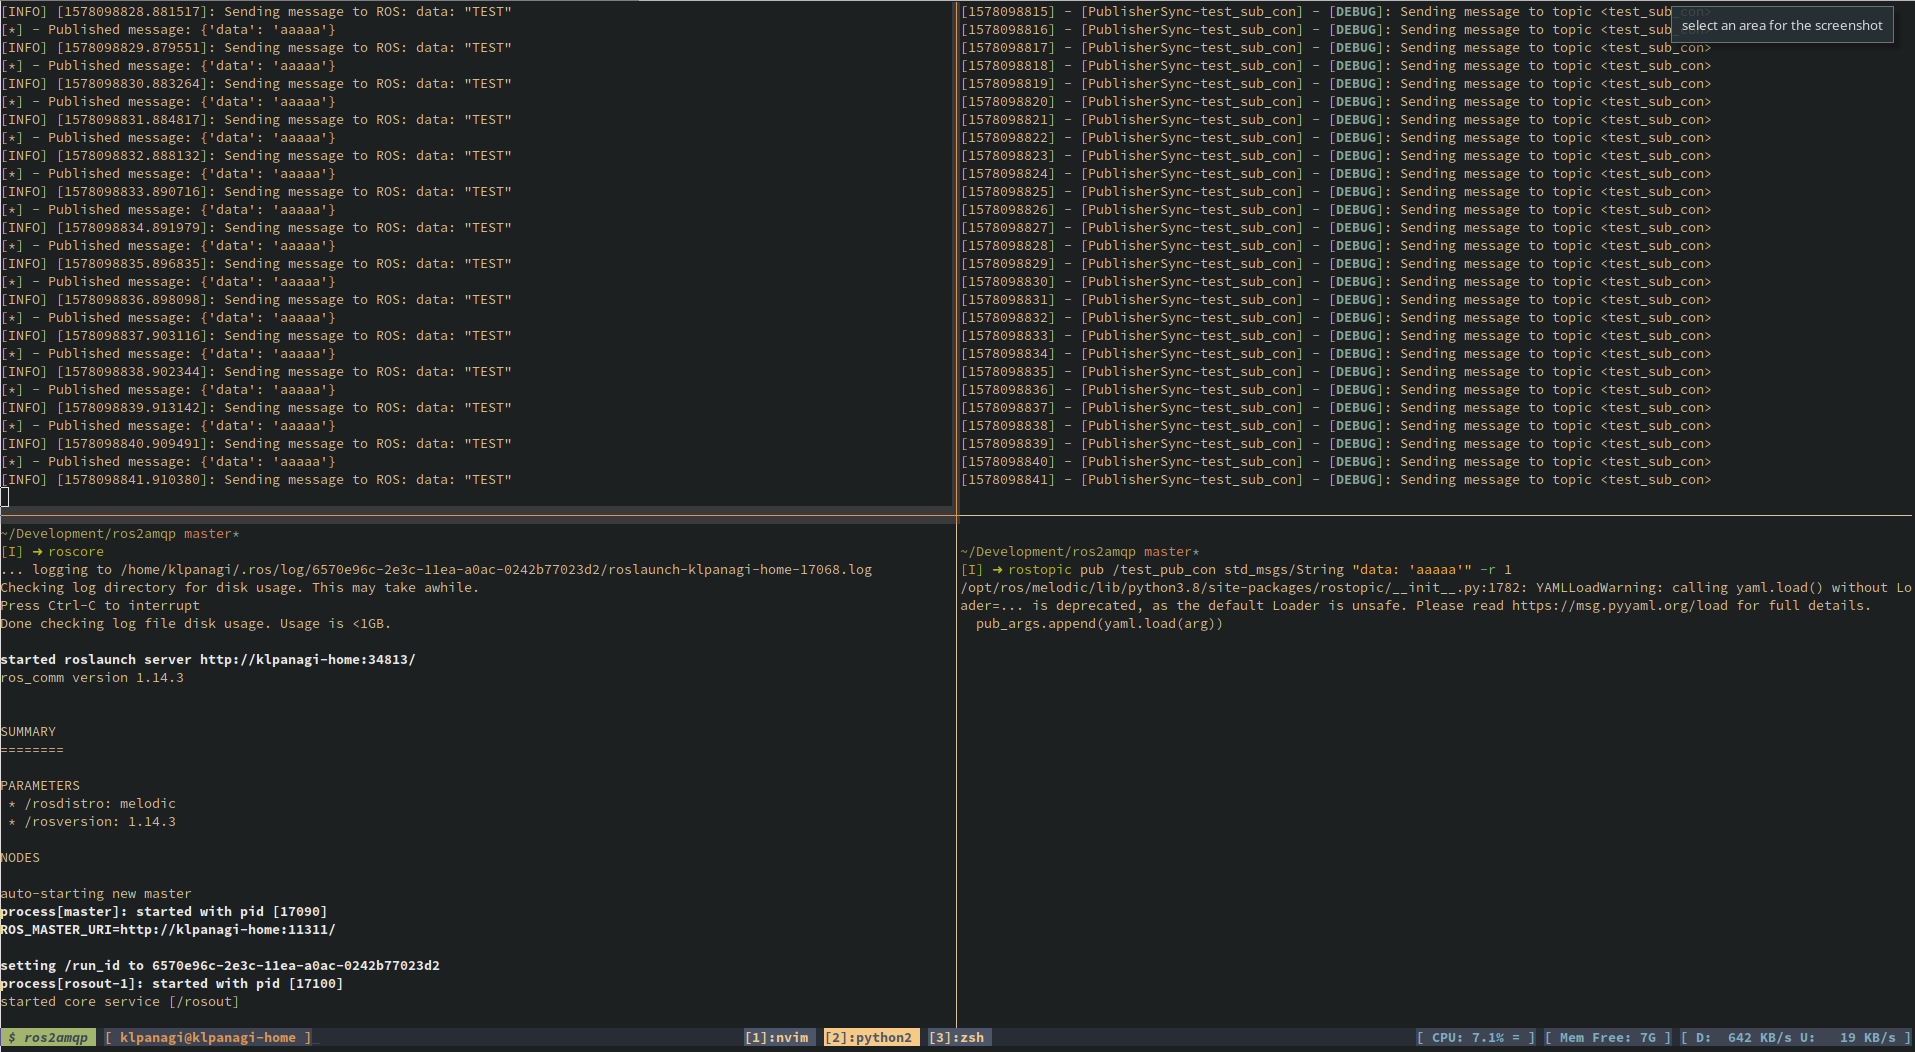 [INFO] [1578098828.881517]: Sending message to ROS: data: "TEST"
[*] - Published message: {'data': 'aaaaa'}
[INFO] [1578098829.879551]: Sending message to ROS: data: "TEST"
[*] - Published message: {'data': 'aaaaa'}
[INFO] [1578098830.883264]: Sending message to ROS: data: "TEST"
[*] - Published message: {'data': 'aaaaa'}
[INFO] [1578098831.884817]: Sending message to ROS: data: "TEST"
[*] - Published message: {'data': 'aaaaa'}
[INFO] [1578098832.888132]: Sending message to ROS: data: "TEST"
[*] - Published message: {'data': 'aaaaa'}
[INFO] [1578098833.890716]: Sending message to ROS: data: "TEST"
[*] - Published message: {'data': 'aaaaa'}
[INFO] [1578098834.891979]: Sending message to ROS: data: "TEST"
[*] - Published message: {'data': 'aaaaa'}
[INFO] [1578098835.896835]: Sending message to ROS: data: "TEST"
[*] - Published message: {'data': 'aaaaa'}
[INFO] [1578098836.898098]: Sending message to ROS: data: "TEST"
[*] - Published message: {'data': 'aaaaa'}
[INFO] [1578098837.903116]: Sending message to ROS: data: "TEST"
[*] - Published message: {'data': 'aaaaa'}
[INFO] [1578098838.902344]: Sending message to ROS: data: "TEST"
[*] - Published message: {'data': 'aaaaa'}
[INFO] [1578098839.913142]: Sending message to ROS: data: "TEST"
[*] - Published message: {'data': 'aaaaa'}
[INFO] [1578098840.909491]: Sending message to ROS: data: "TEST"
[*] - Published message: {'data': 'aaaaa'}
[INFO] [1578098841.910380]: Sending message to ROS: data: "TEST"
[1578098815] - [PublisherSync-test_sub_con] - [DEBUG]: Sending message to topic <test_sub_con>
select an area for the screenshot
[1578098816] - [PublisherSync-test_sub_con] - [DEBUG]: Sending message to topic <test_sub
[1578098817] - [PublisherSync-test_sub_con] - [DEBUG]: Sending message to topic <test_sub_con>
[1578098818] - [PublisherSync-test_sub_con] - [DEBUG]: Sending message to topic <test_sub_con>
[1578098819] - [PublisherSync-test_sub_con] - [DEBUG]: Sending message to topic <test_sub_con>
[1578098820] - [PublisherSync-test_sub_con] - [DEBUG]: Sending message to topic <test_sub_con>
[1578098821] - [PublisherSync-test_sub_con] - [DEBUG]: Sending message to topic <test_sub_con>
[1578098822] - [PublisherSync-test_sub_con] - [DEBUG]: Sending message to topic <test_sub_con>
[1578098823] - [PublisherSync-test_sub_con] - [DEBUG]: Sending message to topic <test_sub_con>
[1578098824] - [PublisherSync-test_sub_con] - [DEBUG]: Sending message to topic <test_sub_con>
[1578098825] - [PublisherSync-test_sub_con] - [DEBUG]: Sending message to topic <test_sub_con>
[1578098826] - [PublisherSync-test_sub_con] - [DEBUG]: Sending message to topic <test_sub_con>
[1578098827] - [PublisherSync-test_sub_con] - [DEBUG]: Sending message to topic <test_sub_con>
[1578098828] - [PublisherSync-test_sub_con] - [DEBUG]: Sending message to topic <test_sub_con>
[1578098829] - [PublisherSync-test_sub_con] - [DEBUG]: Sending message to topic <test_sub_con>
[1578098830] - [PublisherSync-test_sub_con] - [DEBUG]: Sending message to topic <test_sub_con>
[1578098831] - [PublisherSync-test_sub_con] - [DEBUG]: Sending message to topic <test_sub_con>
[1578098832] - [PublisherSync-test_sub_con] - [DEBUG]: Sending message to topic <test_sub_con>
[1578098833] - [PublisherSync-test_sub_con] - [DEBUG]: Sending message to topic <test_sub_con>
[1578098834] - [PublisherSync-test_sub_con] - [DEBUG]: Sending message to topic <test_sub_con>
[1578098835] - [PublisherSync-test_sub_con] - [DEBUG]: Sending message to topic <test_sub_con>
[1578098836] - [PublisherSync-test_sub_con] - [DEBUG]: Sending message to topic <test_sub_con>
[1578098837] - [PublisherSync-test_sub_con] - [DEBUG]: Sending message to topic <test_sub_con>
[1578098838] - [PublisherSync-test_sub_con] - [DEBUG]: Sending message to topic <test_sub_con>
[1578098839] - [PublisherSync-test_sub_con] - [DEBUG]: Sending message to topic <test_sub_con>
[1578098840] - [PublisherSync-test_sub_con] - [DEBUG]: Sending message to topic <test_sub_con>
[1578098841] - [PublisherSync-test_sub_con] - [DEBUG]: Sending message to topic <test_sub_con>
~/Development/ros2amqp master*
[I] ➜ roscore
... logging to /home/klpanagi/.ros/log/6570e96c-2e3c-11ea-a0ac-0242b77023d2/roslaunch-klpanagi-home-17068.log
Checking log directory for disk usage. This may take awhile.
Press Ctrl-C to interrupt
Done checking log file disk usage. Usage is <1GB.
started roslaunch server http://klpanagi-home:34813/
ros_comm version 1.14.3
SUMMARY
========
PARAMETERS
* /rosdistro: melodic
* /rosversion: 1.14.3
NODES
auto-starting new master
process[master]: started with pid [17090]
ROS_MASTER_URI=http://klpanagi-home:11311/
setting /run_id to 6570e96c-2e3c-11ea-a0ac-0242b77023d2
process[rosout-1]: started with pid [17100]
started core service [/rosout]
~/Development/ros2amqp master*
[I] ➜ rostopic pub /test_pub_con std_msgs/String "data: 'aaaaa'" -r 1
/opt/ros/melodic/lib/python3.8/site-packages/rostopic/__init__.py:1782: YAMLLoadWarning: calling yaml.load() without Lo
ader=... is deprecated, as the default Loader is unsafe. Please read https://msg.pyyaml.org/load for full details.
pub_args.append(yaml.load(arg))
$ ros2amqp [ klpanagi@klpanagi-home ] [1]:nvim [2]:python2 [3]:zsh [ CPU: 7.1% = ] [ Mem Free: 7G ] [ D: 642 KB/s U: 19 KB/s ]